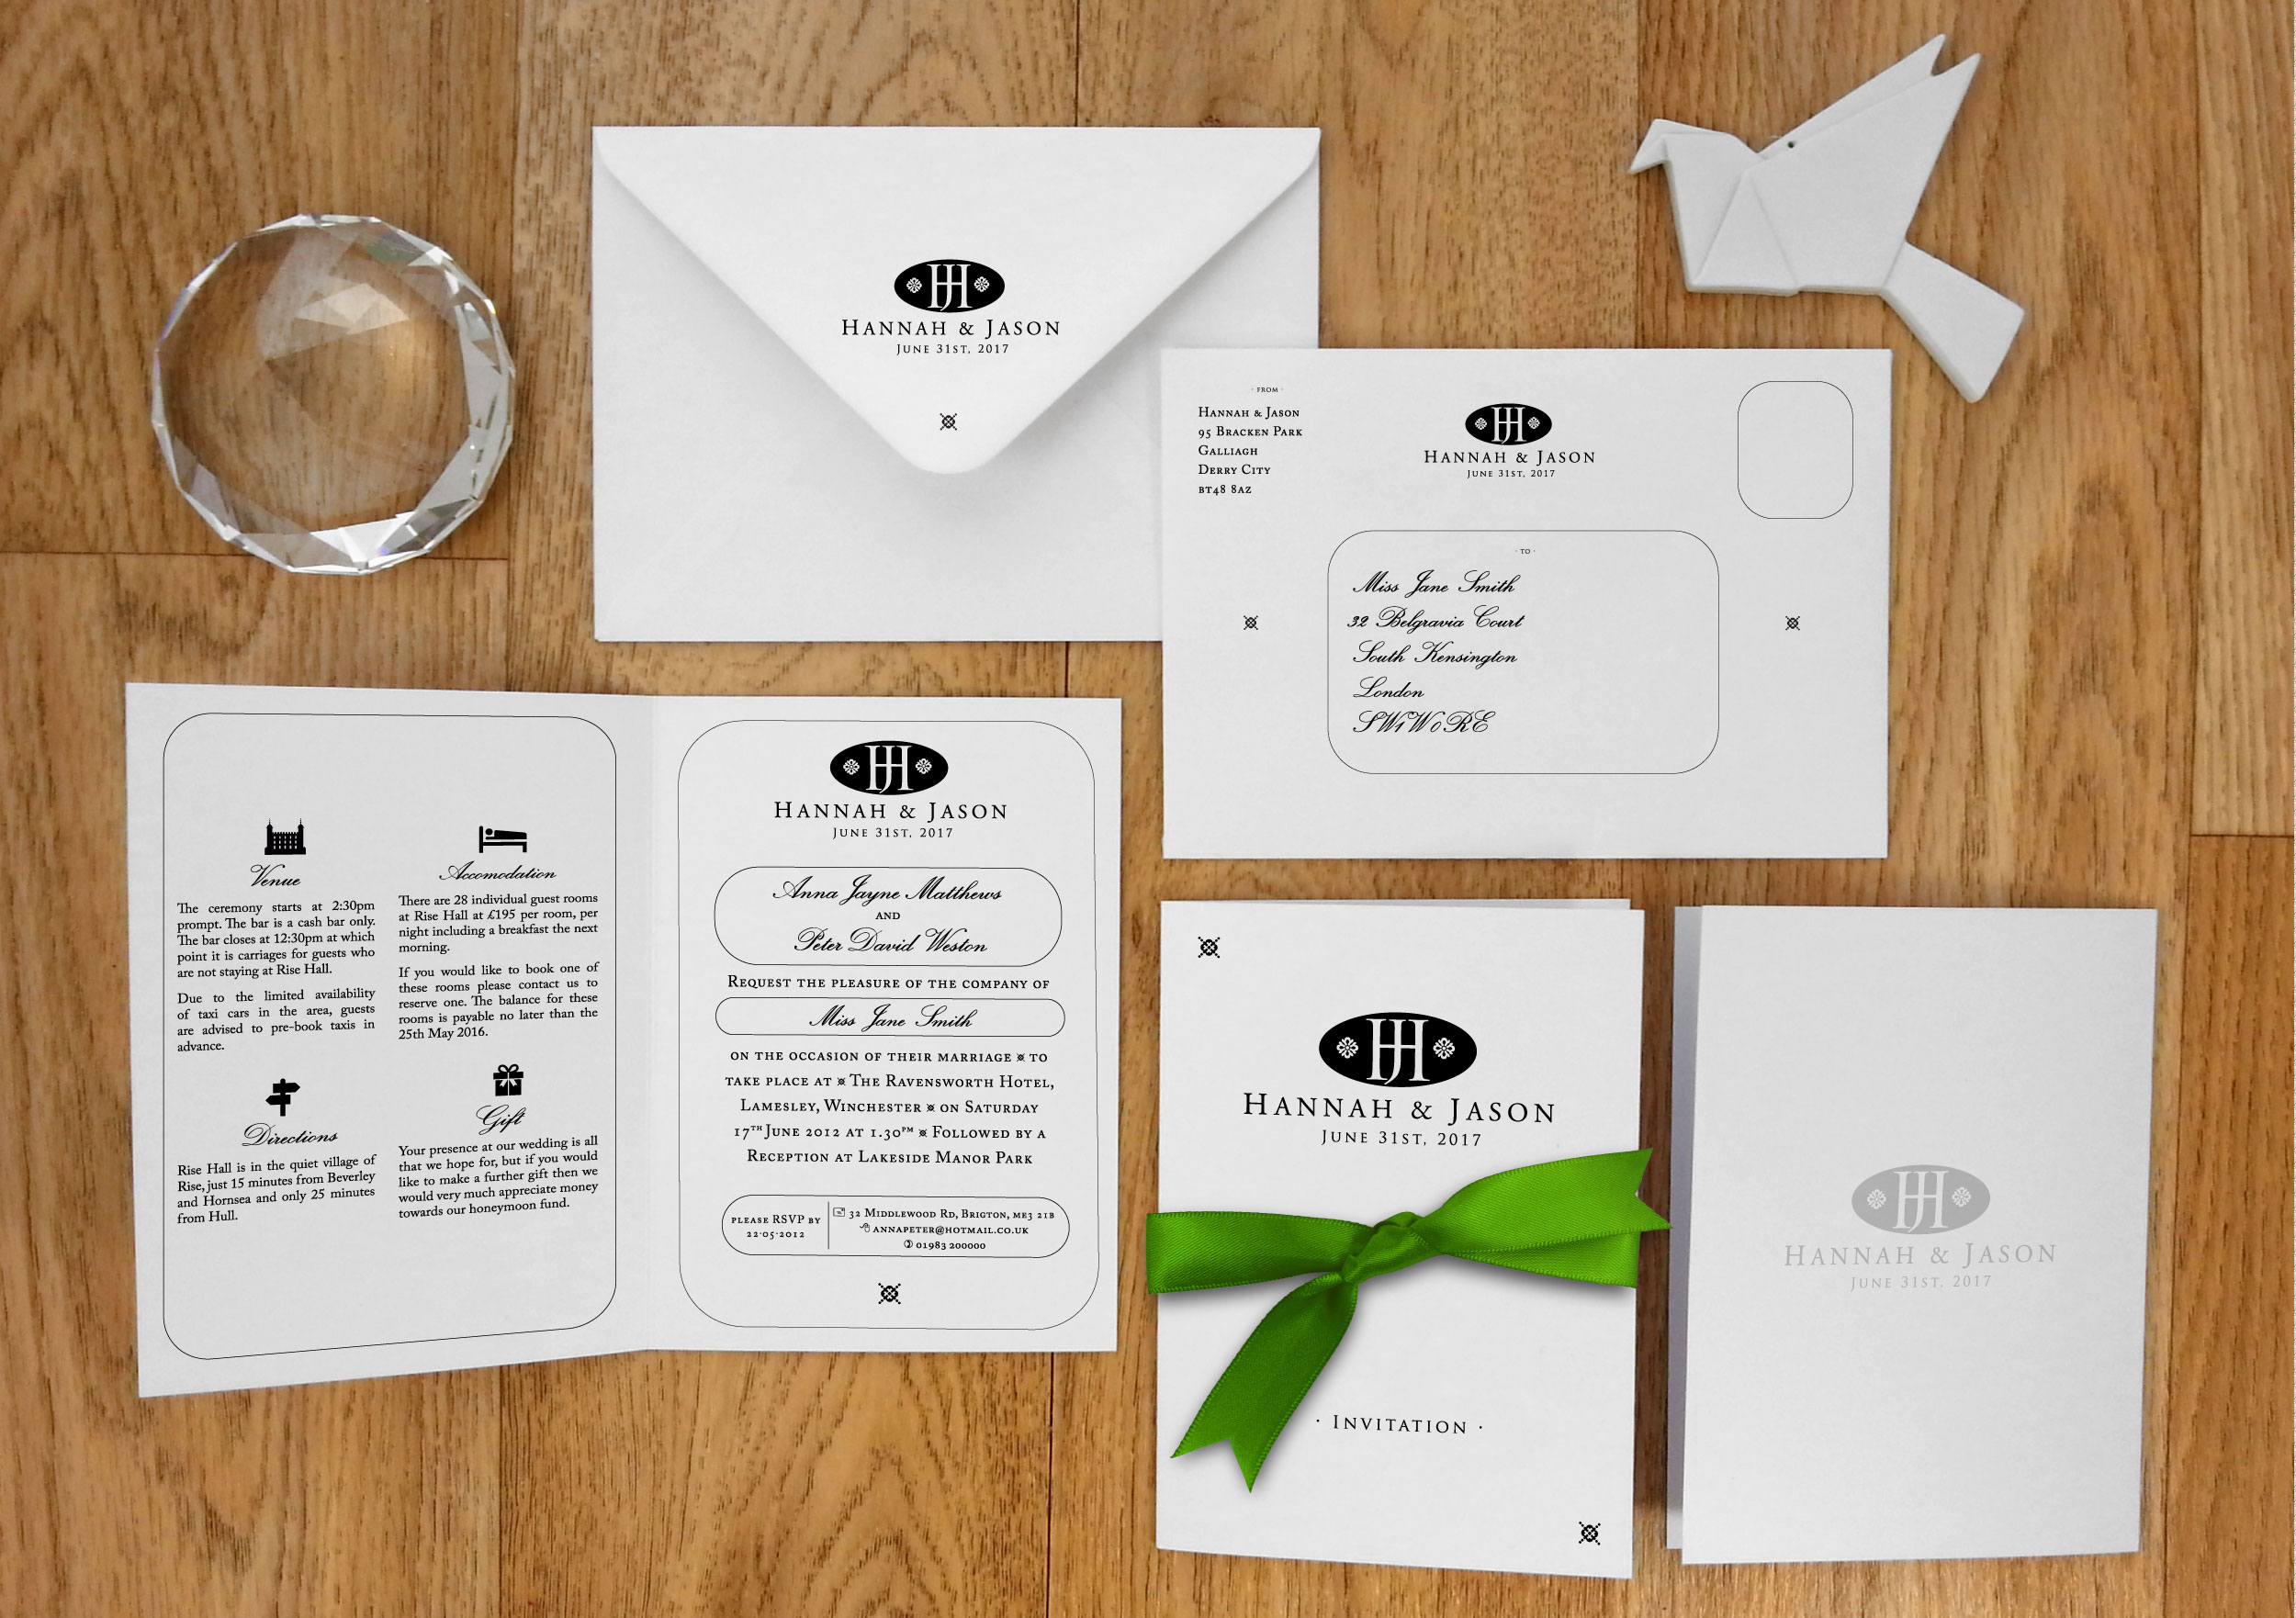 HJ
HANNAH & JASON
JUNE 31ST, 2017
· FROM ·
HANNAH & JASON
95 BRACKEN PARK
GALLIAGH
DERRY CITY
BT48 8AZ
HJ
HANNAH & JASON
JUNE 31ST, 2017
· TO ·
Miss Jane Smith
32 Belgravia Court
South Kensington
London
SW1W0RE
Venue
The ceremony starts at 2:30pm
prompt. The bar is a cash bar only.
The bar closes at 12:30pm at which
point it is carriages for guests who
are not staying at Rise Hall.
Due to the limited availability
of taxi cars in the area, guests
are advised to pre-book taxis in
advance.
Directions
Rise Hall is in the quiet village of
Rise, just 15 minutes from Beverley
and Hornsea and only 25 minutes
from Hull.
Accomodation
There are 28 individual guest rooms
at Rise Hall at £195 per room, per
night including a breakfast the next
morning.
If you would like to book one of
these rooms please contact us to
reserve one. The balance for these
rooms is payable no later than the
25th May 2016.
Gift
Your presence at our wedding is all
that we hope for, but if you would
like to make a further gift then we
would very much appreciate money
towards our honeymoon fund.
HJ
HANNAH & JASON
JUNE 31ST, 2017
Anna Jayne Matthews
AND
Peter David Weston
REQUEST THE PLEASURE OF THE COMPANY OF
Miss Jane Smith
ON THE OCCASION OF THEIR MARRIAGE TO
TAKE PLACE AT THE RAVENSWORTH HOTEL,
LAMESLEY, WINCHESTER ON SATURDAY
17TH JUNE 2012 AT 1.30PM FOLLOWED BY A
RECEPTION AT LAKESIDE MANOR PARK
PLEASE RSVP BY
22·05·2012
32 MIDDLEWOOD RD, BRIGTON, ME3 21B
ANNAPETER@HOTMAIL.CO.UK
01983 200000
HJ
HANNAH & JASON
JUNE 31ST, 2017
· INVITATION ·
HJ
HANNAH & JASON
JUNE 31ST, 2017